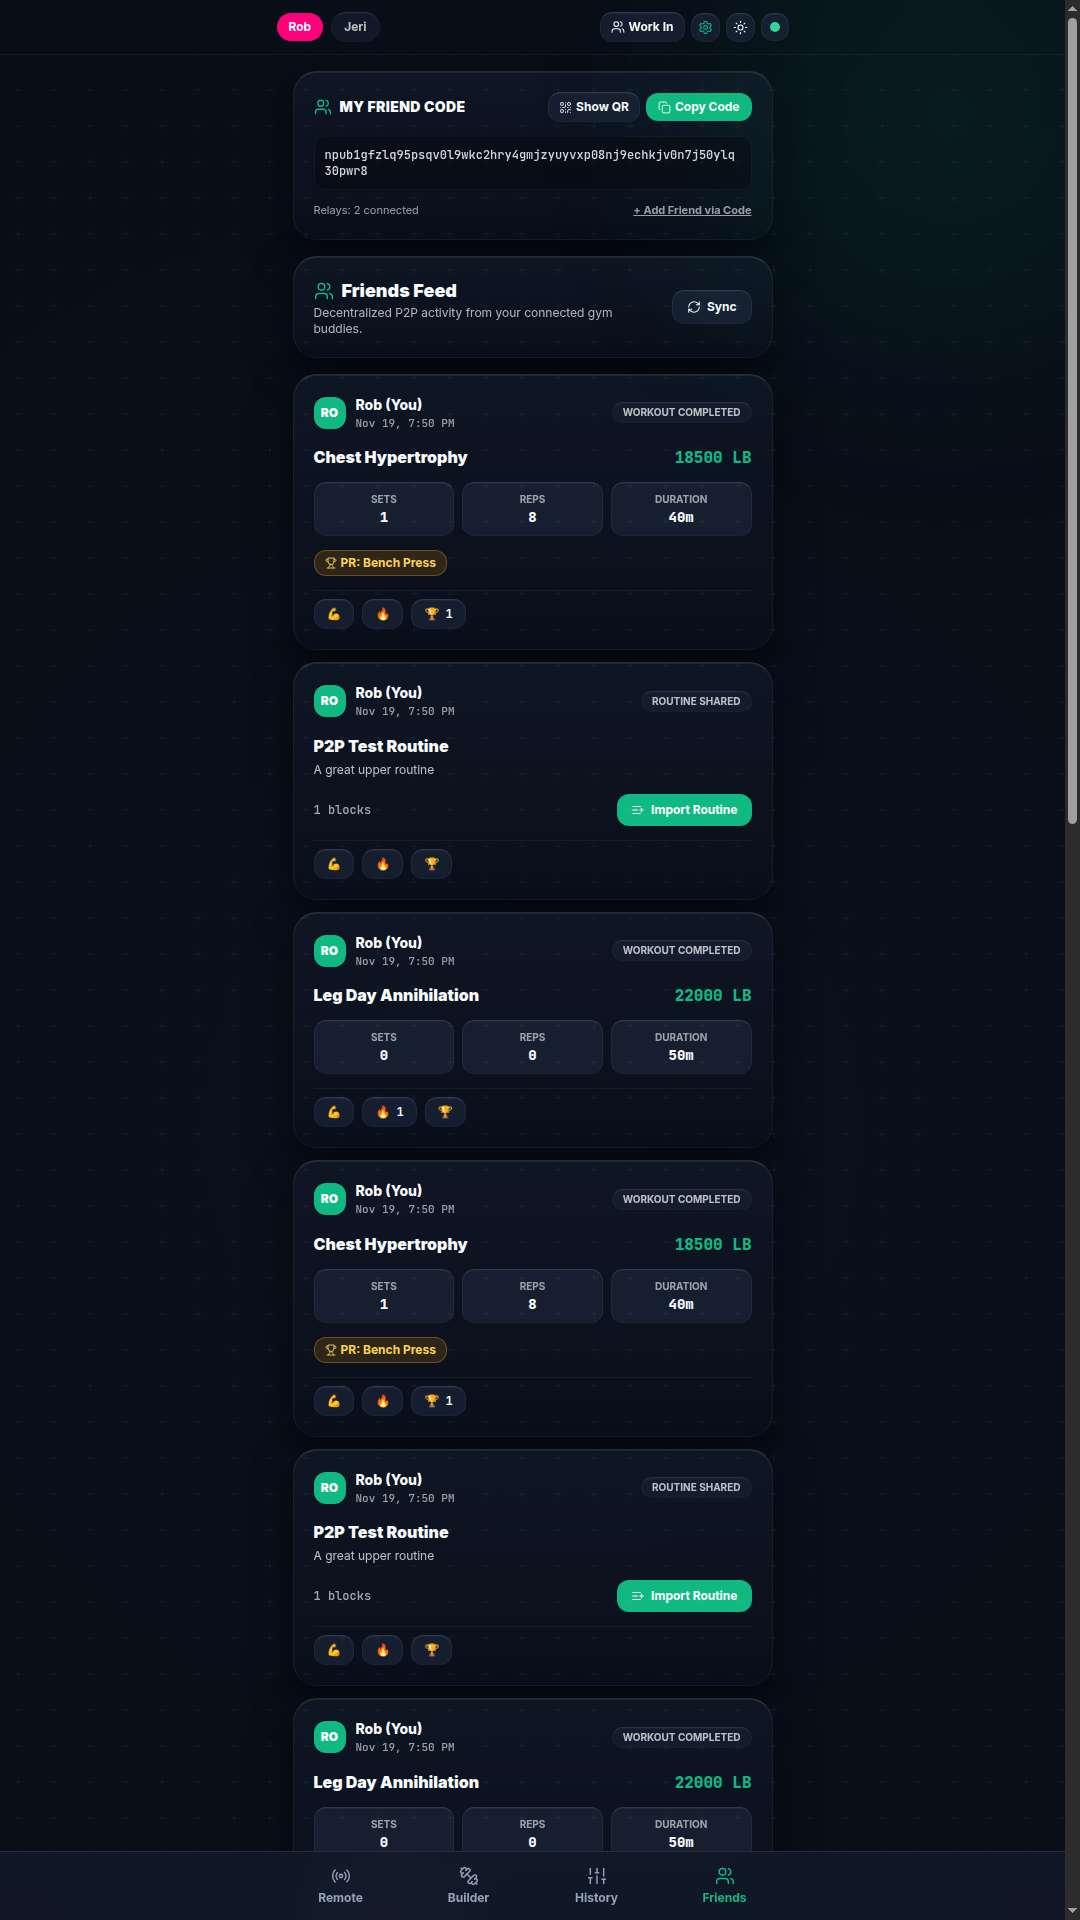 Rob
Jeri
Work In
MY FRIEND CODE
Show QR
Copy Code
npub1gfzlq95psqv0l9wkc2hry4gmjzyuyvxp08nj9echkjv0n7j50ylq
30pwr8
Relays: 2 connected
+ Add Friend via Code
Friends Feed
Decentralized P2P activity from your connected gym
buddies.
Sync
RO
Rob (You)
Nov 19, 7:50 PM
WORKOUT COMPLETED
Chest Hypertrophy
18500 LB
SETS
1
REPS
8
DURATION
40m
PR: Bench Press
1
RO
Rob (You)
Nov 19, 7:50 PM
ROUTINE SHARED
P2P Test Routine
A great upper routine
1 blocks
Import Routine
RO
Rob (You)
Nov 19, 7:50 PM
WORKOUT COMPLETED
Leg Day Annihilation
22000 LB
SETS
0
REPS
0
DURATION
50m
1
RO
Rob (You)
Nov 19, 7:50 PM
WORKOUT COMPLETED
Chest Hypertrophy
18500 LB
SETS
1
REPS
8
DURATION
40m
PR: Bench Press
1
RO
Rob (You)
Nov 19, 7:50 PM
ROUTINE SHARED
P2P Test Routine
A great upper routine
1 blocks
Import Routine
RO
Rob (You)
Nov 19, 7:50 PM
WORKOUT COMPLETED
Leg Day Annihilation
22000 LB
SETS
0
REPS
0
DURATION
50m
Remote
Builder
History
Friends